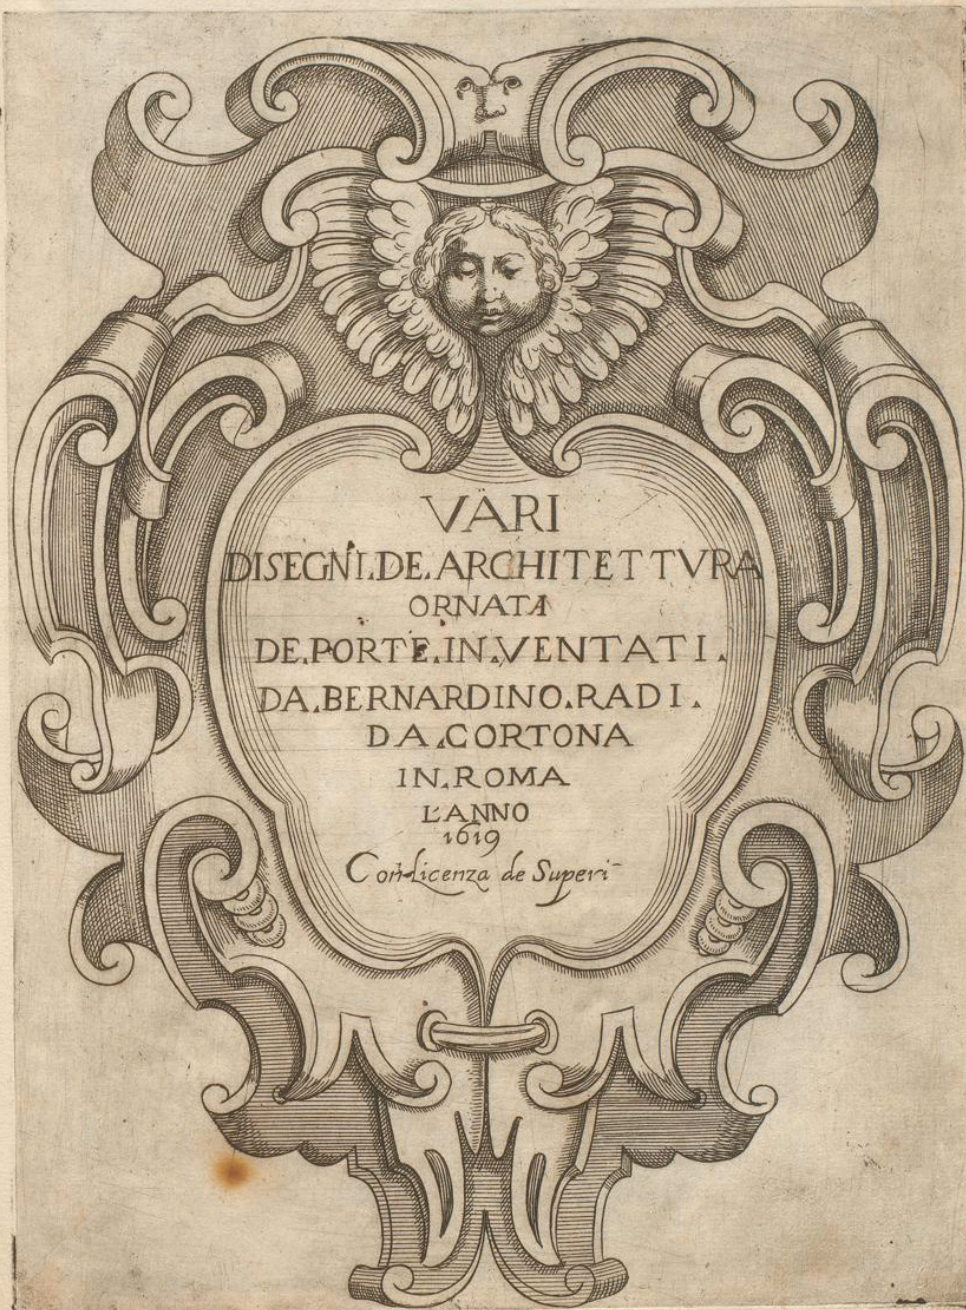 VARI
DISEGNI.DE.ARCHITETTVRA
ORNATA
DE.PORTE.IN.VENTATI.
DA.BERNARDINO.RADI.
DA.CORTONA
IN.ROMA
L'ANNO
1619
Con Licenza de Superi